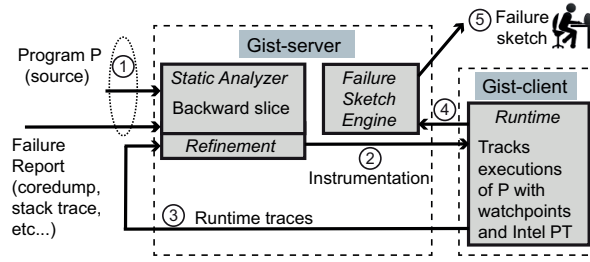 Program P
(source)
1
Failure
Report
(coredump,
stack trace,
etc...)
Gist-server
Static Analyzer
Backward slice
Refinement
Failure
Sketch
Engine
2
Instrumentation
3 Runtime traces
4
5 Failure
sketch
Gist-client
Runtime
Tracks
executions
of P with
watchpoints
and Intel PT